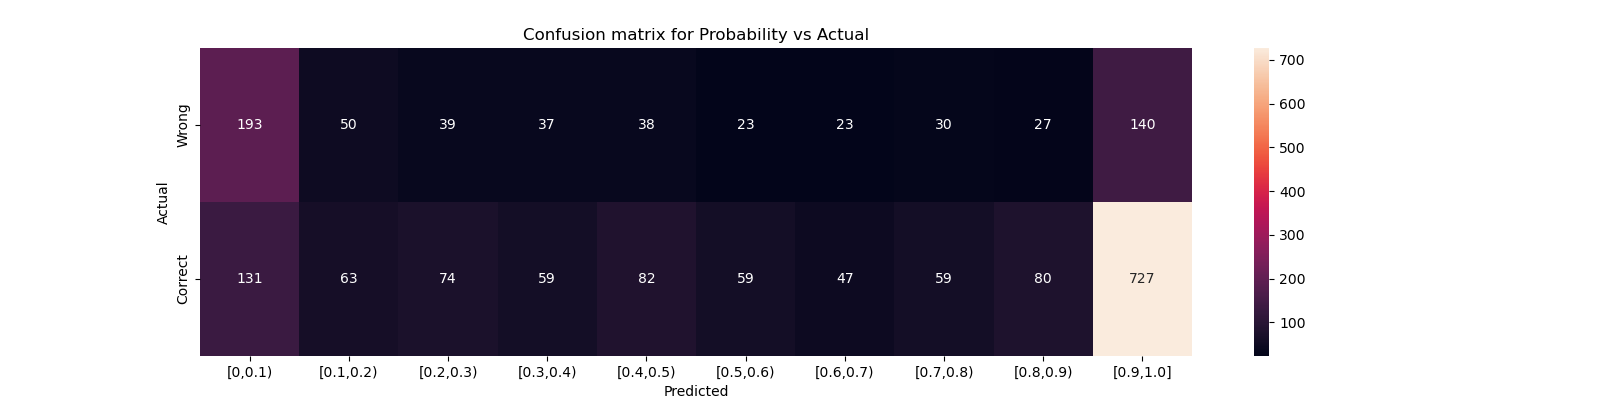 Confusion matrix for Probability vs Actual
Actual
Wrong
193 50 39 37 38 23 23 30 27 140
Correct
131 63 74 59 82 59 47 59 80 727
[0,0.1) [0.1,0.2) [0.2,0.3) [0.3,0.4) [0.4,0.5) [0.5,0.6) [0.6,0.7) [0.7,0.8) [0.8,0.9) [0.9,1.0]
Predicted
700
600
500
400
300
200
100